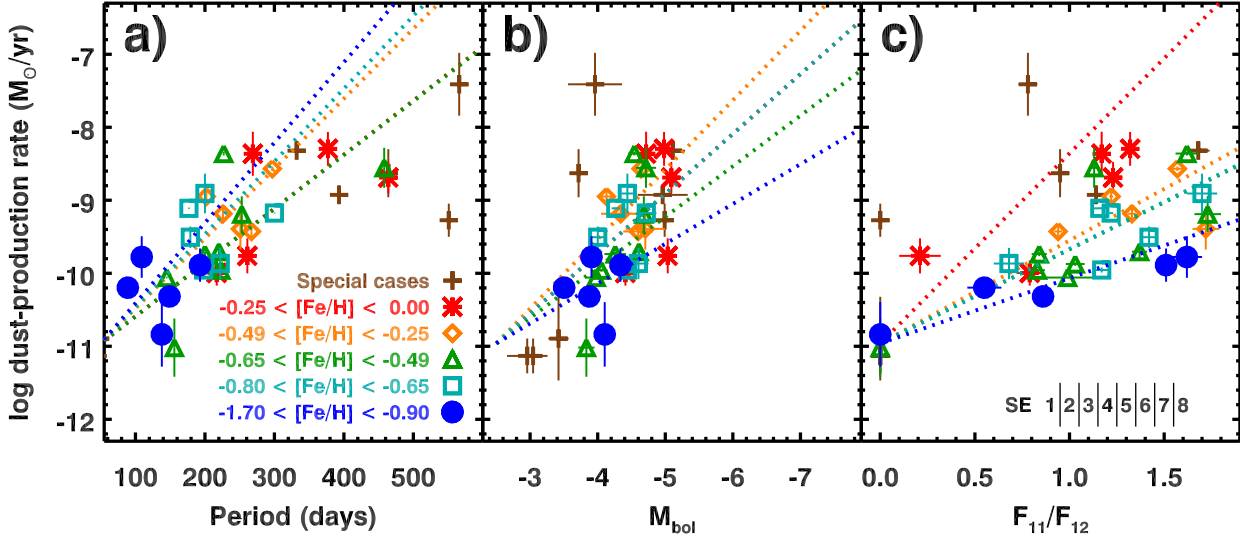 a)
b)
c)
log dust-production rate (M☉/yr)
-7
-8
-9
-10
-11
-12
Special cases
-0.25 < [Fe/H] < 0.00
-0.49 < [Fe/H] < -0.25
-0.65 < [Fe/H] < -0.49
-0.80 < [Fe/H] < -0.65
-1.70 < [Fe/H] < -0.90
SE 1 2 3 4 5 6 7 8
100 200 300 400 500
-3 -4 -5 -6 -7
0.0 0.5 1.0 1.5
Period (days)
Mbol
F11/F12